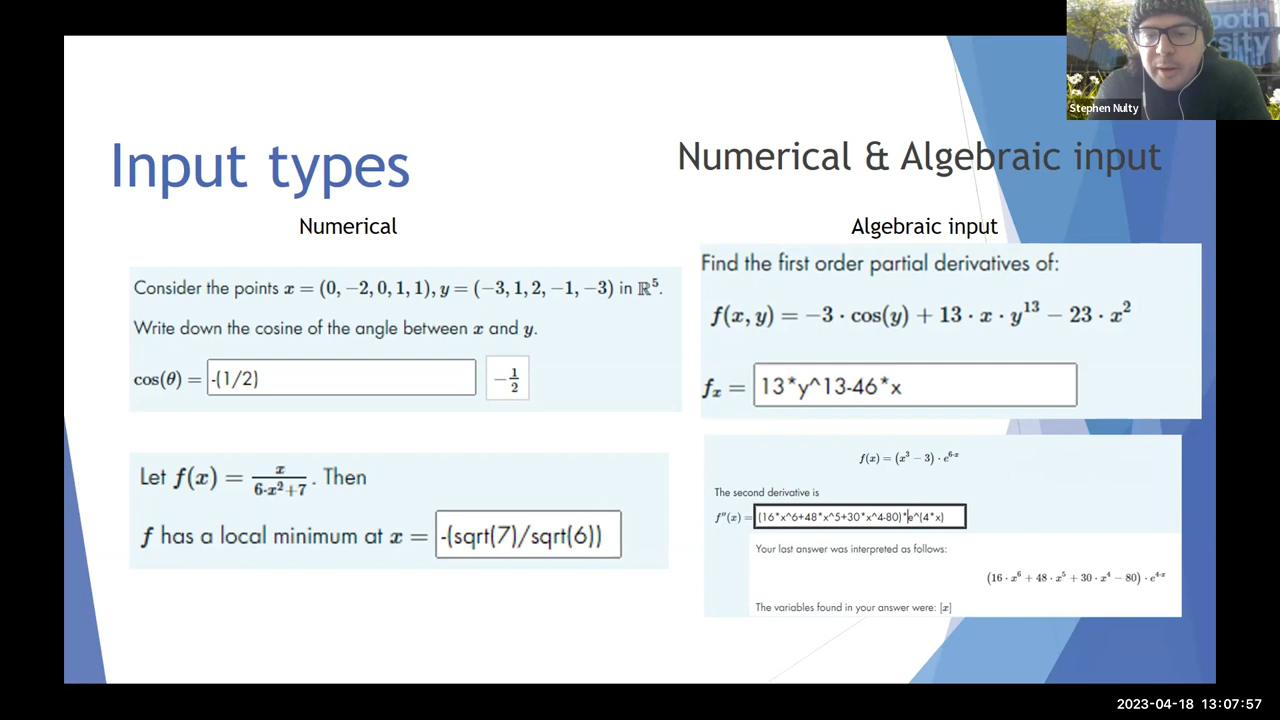 ooth
sity
Stephen Nulty
Input types
Numerical & Algebraic input
Numerical
Algebraic input
Consider the points x = (0, −2, 0, 1, 1), y = (−3, 1, 2, −1, −3) in ℝ⁵.
Write down the cosine of the angle between x and y.
cos(θ) = -(1/2) −1/2
Let f(x) = x/(6·x²+7). Then
f has a local minimum at x = -(sqrt(7)/sqrt(6))
Find the first order partial derivatives of:
f(x, y) = −3 · cos(y) + 13 · x · y¹³ − 23 · x²
fₓ = 13*y^13-46*x
f(x) = (x³ − 3) · e^(6·x)
The second derivative is
f″(x) = (16*x^6+48*x^5+30*x^4-80)*e^(4*x)
Your last answer was interpreted as follows:
(16 · x⁶ + 48 · x⁵ + 30 · x⁴ − 80) · e^(4·x)
The variables found in your answer were: [x]
2023-04-18 13:07:57